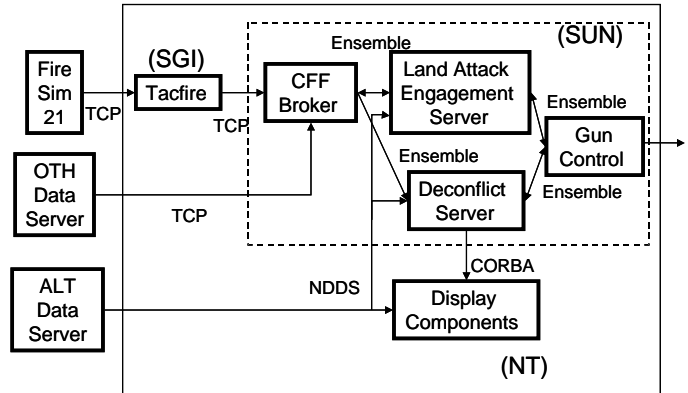 (SUN)
Ensemble
(SGI)
Fire
Sim
21
TCP
Tacfire
TCP
CFF
Broker
Land Attack
Engagement
Server
Ensemble
Gun
Control
Ensemble
Ensemble
OTH
Data
Server
TCP
Deconflict
Server
CORBA
NDDS
ALT
Data
Server
Display
Components
(NT)